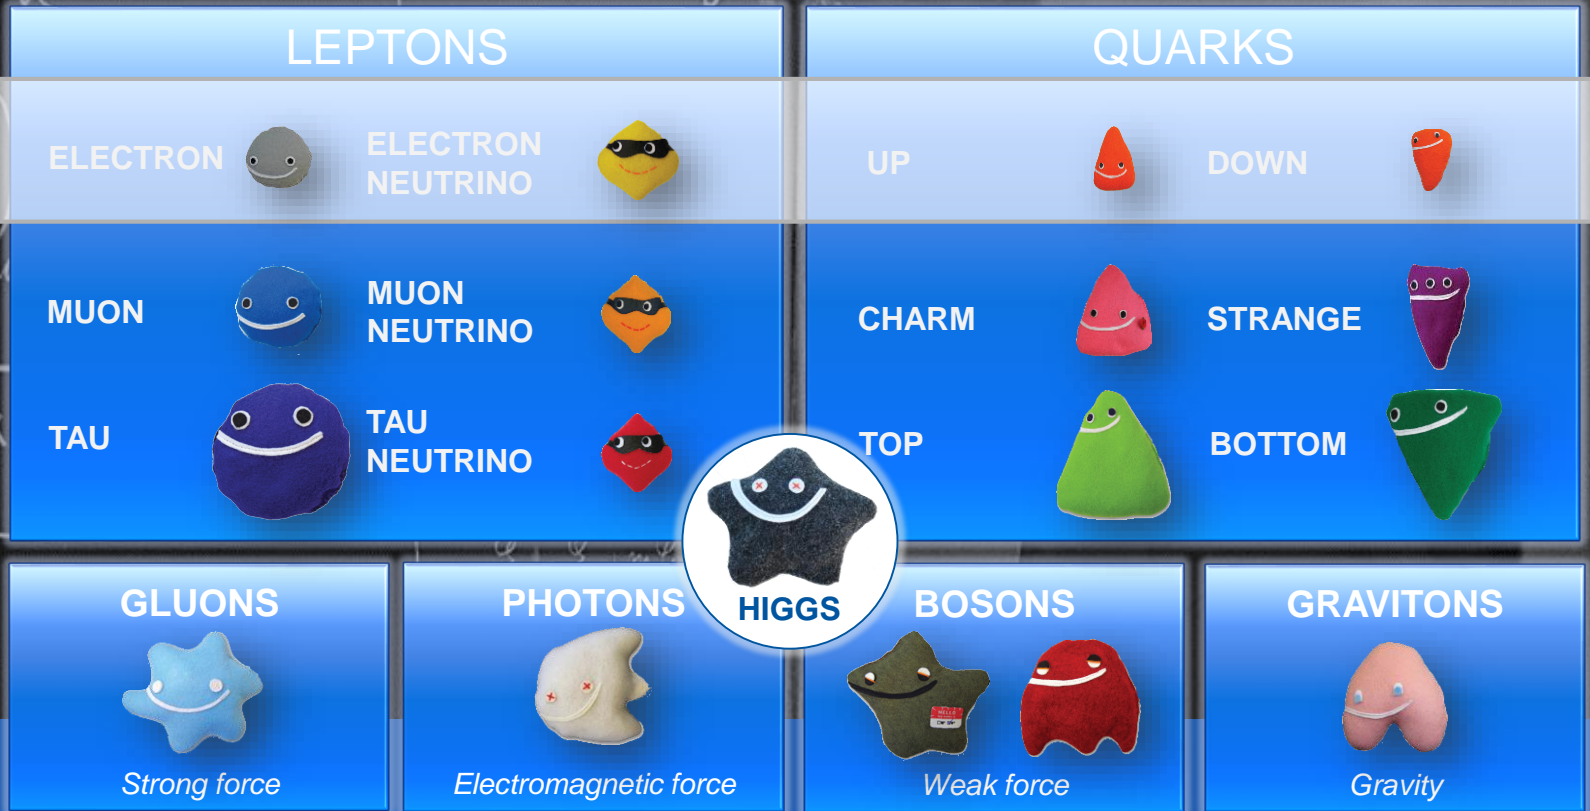 LEPTONS
QUARKS
ELECTRON
ELECTRON
NEUTRINO
UP
DOWN
MUON
MUON
NEUTRINO
CHARM
STRANGE
TAU
TAU
NEUTRINO
TOP
BOTTOM
HIGGS
GLUONS
PHOTONS
BOSONS
GRAVITONS
HELLO
Strong force
Electromagnetic force
Weak force
Gravity